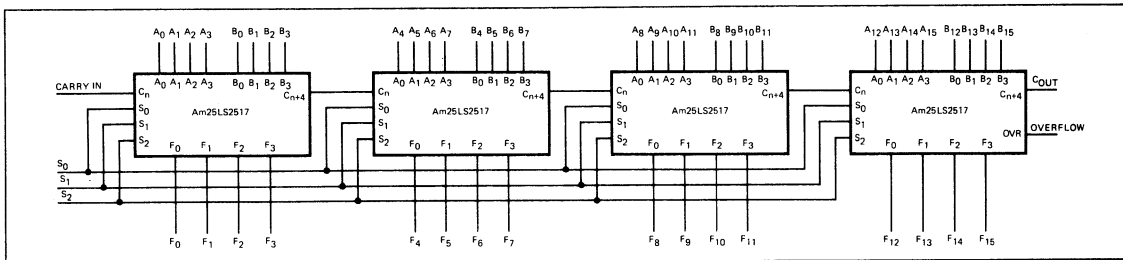 A0 A1 A2 A3 B0 B1 B2 B3 A4 A5 A6 A7 B4 B5 B6 B7 A8 A9 A10 A11 B8 B9 B10 B11 A12 A13 A14 A15 B12 B13 B14 B15
A0 A1 A2 A3 B0 B1 B2 B3 A0 A1 A2 A3 B0 B1 B2 B3 A0 A1 A2 A3 B0 B1 B2 B3 A0 A1 A2 A3 B0 B1 B2 B3
CARRY IN Cn Cn+4 Cn Cn+4 Cn Cn+4 Cn Cn+4 COUT
S0 S0 S0 S0
Am25LS2517 Am25LS2517 Am25LS2517 Am25LS2517
S1 S1 S1 S1
S2 S2 S2 S2 OVR OVERFLOW
F0 F1 F2 F3 F0 F1 F2 F3 F0 F1 F2 F3 F0 F1 F2 F3
S0
S1
S2
F0 F1 F2 F3 F4 F5 F6 F7 F8 F9 F10 F11 F12 F13 F14 F15